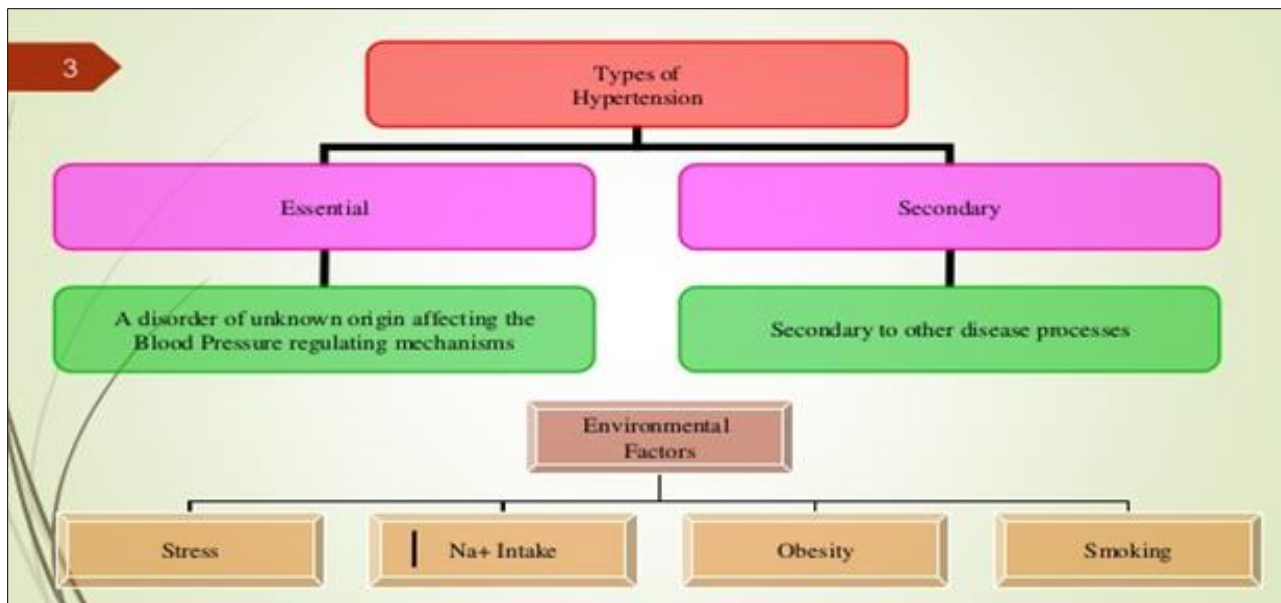 3
Types of
Hypertension
Essential
Secondary
A disorder of unknown origin affecting the
Blood Pressure regulating mechanisms
Secondary to other disease processes
Environmental
Factors
Stress
Na+ Intake
Obesity
Smoking